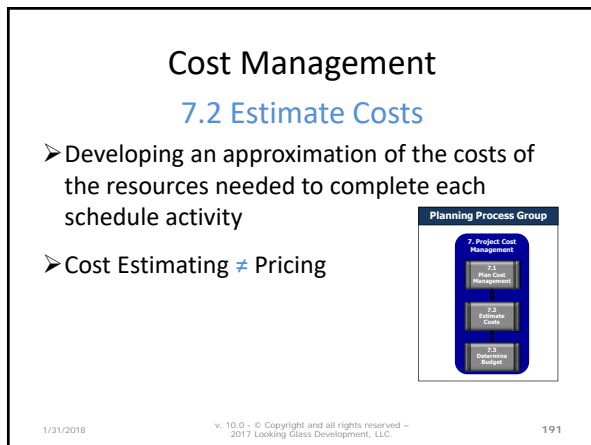 Cost Management
7.2 Estimate Costs
➢Developing an approximation of the costs of
the resources needed to complete each
schedule activity
➢Cost Estimating ≠ Pricing
Planning Process Group
7. Project Cost
Management
7.1
Plan Cost
Management
7.2
Estimate
Costs
7.3
Determine
Budget
1/31/2018
v. 10.0 - © Copyright and all rights reserved –
2017 Looking Glass Development, LLC.
191